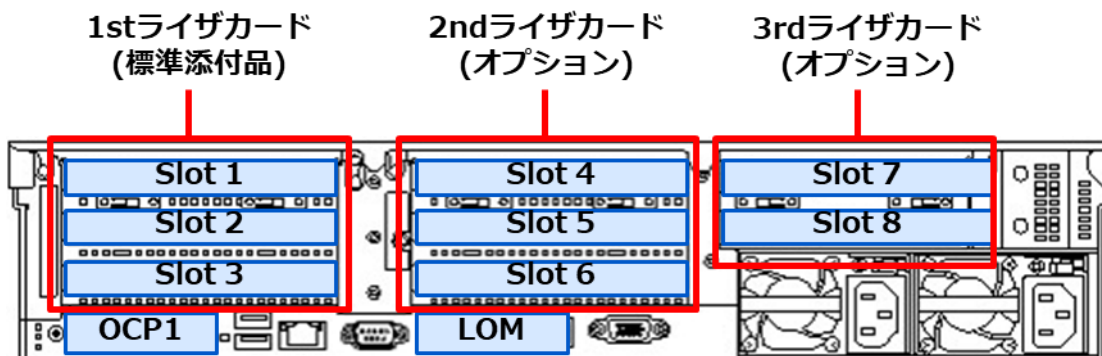 1stライザカード
(標準添付品)
2ndライザカード
(オプション)
3rdライザカード
(オプション)
Slot 1
Slot 4
Slot 7
Slot 2
Slot 5
Slot 8
Slot 3
Slot 6
OCP1
LOM